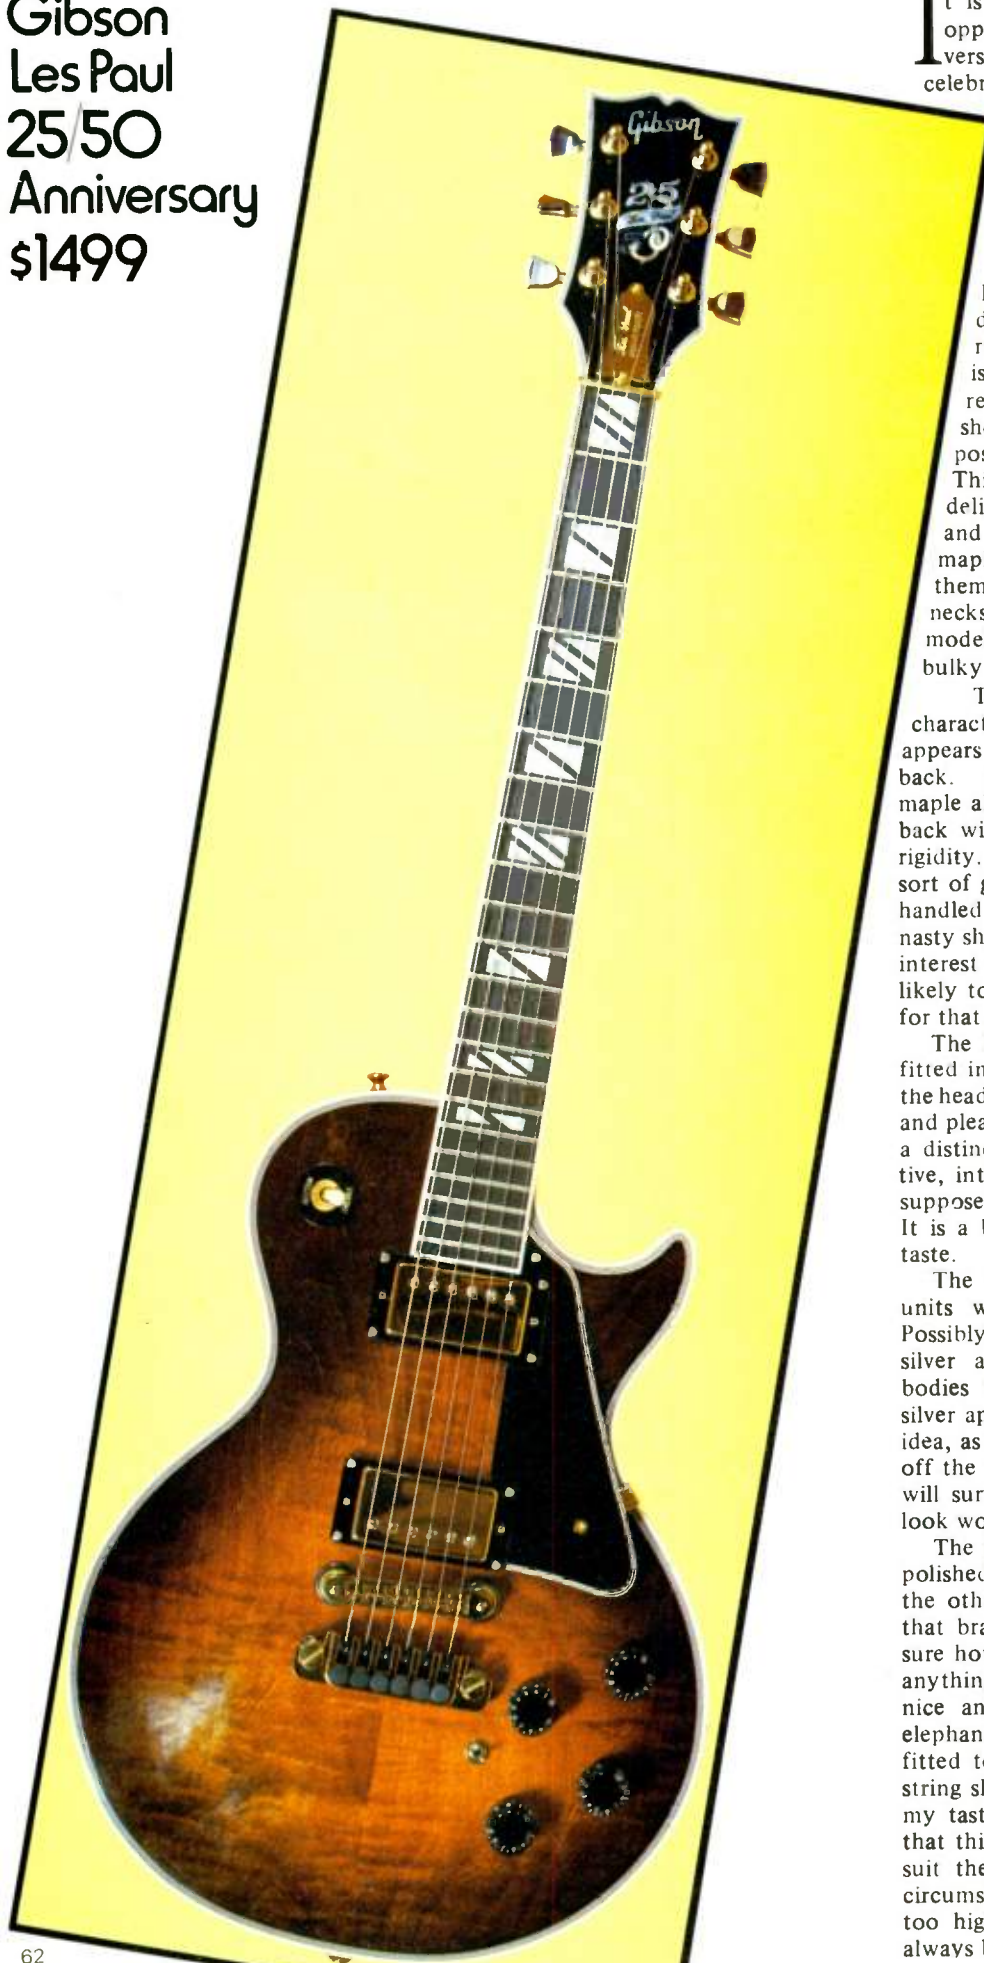 Gibson
Les Paul
25/50
Anniversary
$1499
Gibson
25
50
Les Paul
It is
opp
vers
celebr
d
r
is
re
sh
pos
Thi
deli
and
map
them
necks
mode
bulky
T
charact
appears
back.
maple a
back wi
rigidity.
sort of g
handled
nasty sh
interest
likely to
for that
The
fitted in
the head
and plea
a distinc
tive, int
suppose
It is a
taste.
The
units w
Possibly
silver a
bodies
silver ap
idea, as
off the
will sur
look wo
The
polished
the oth
that bra
sure ho
anythin
nice an
elephan
fitted to
string sl
my tast
that thi
suit the
circums
too hig
always
62